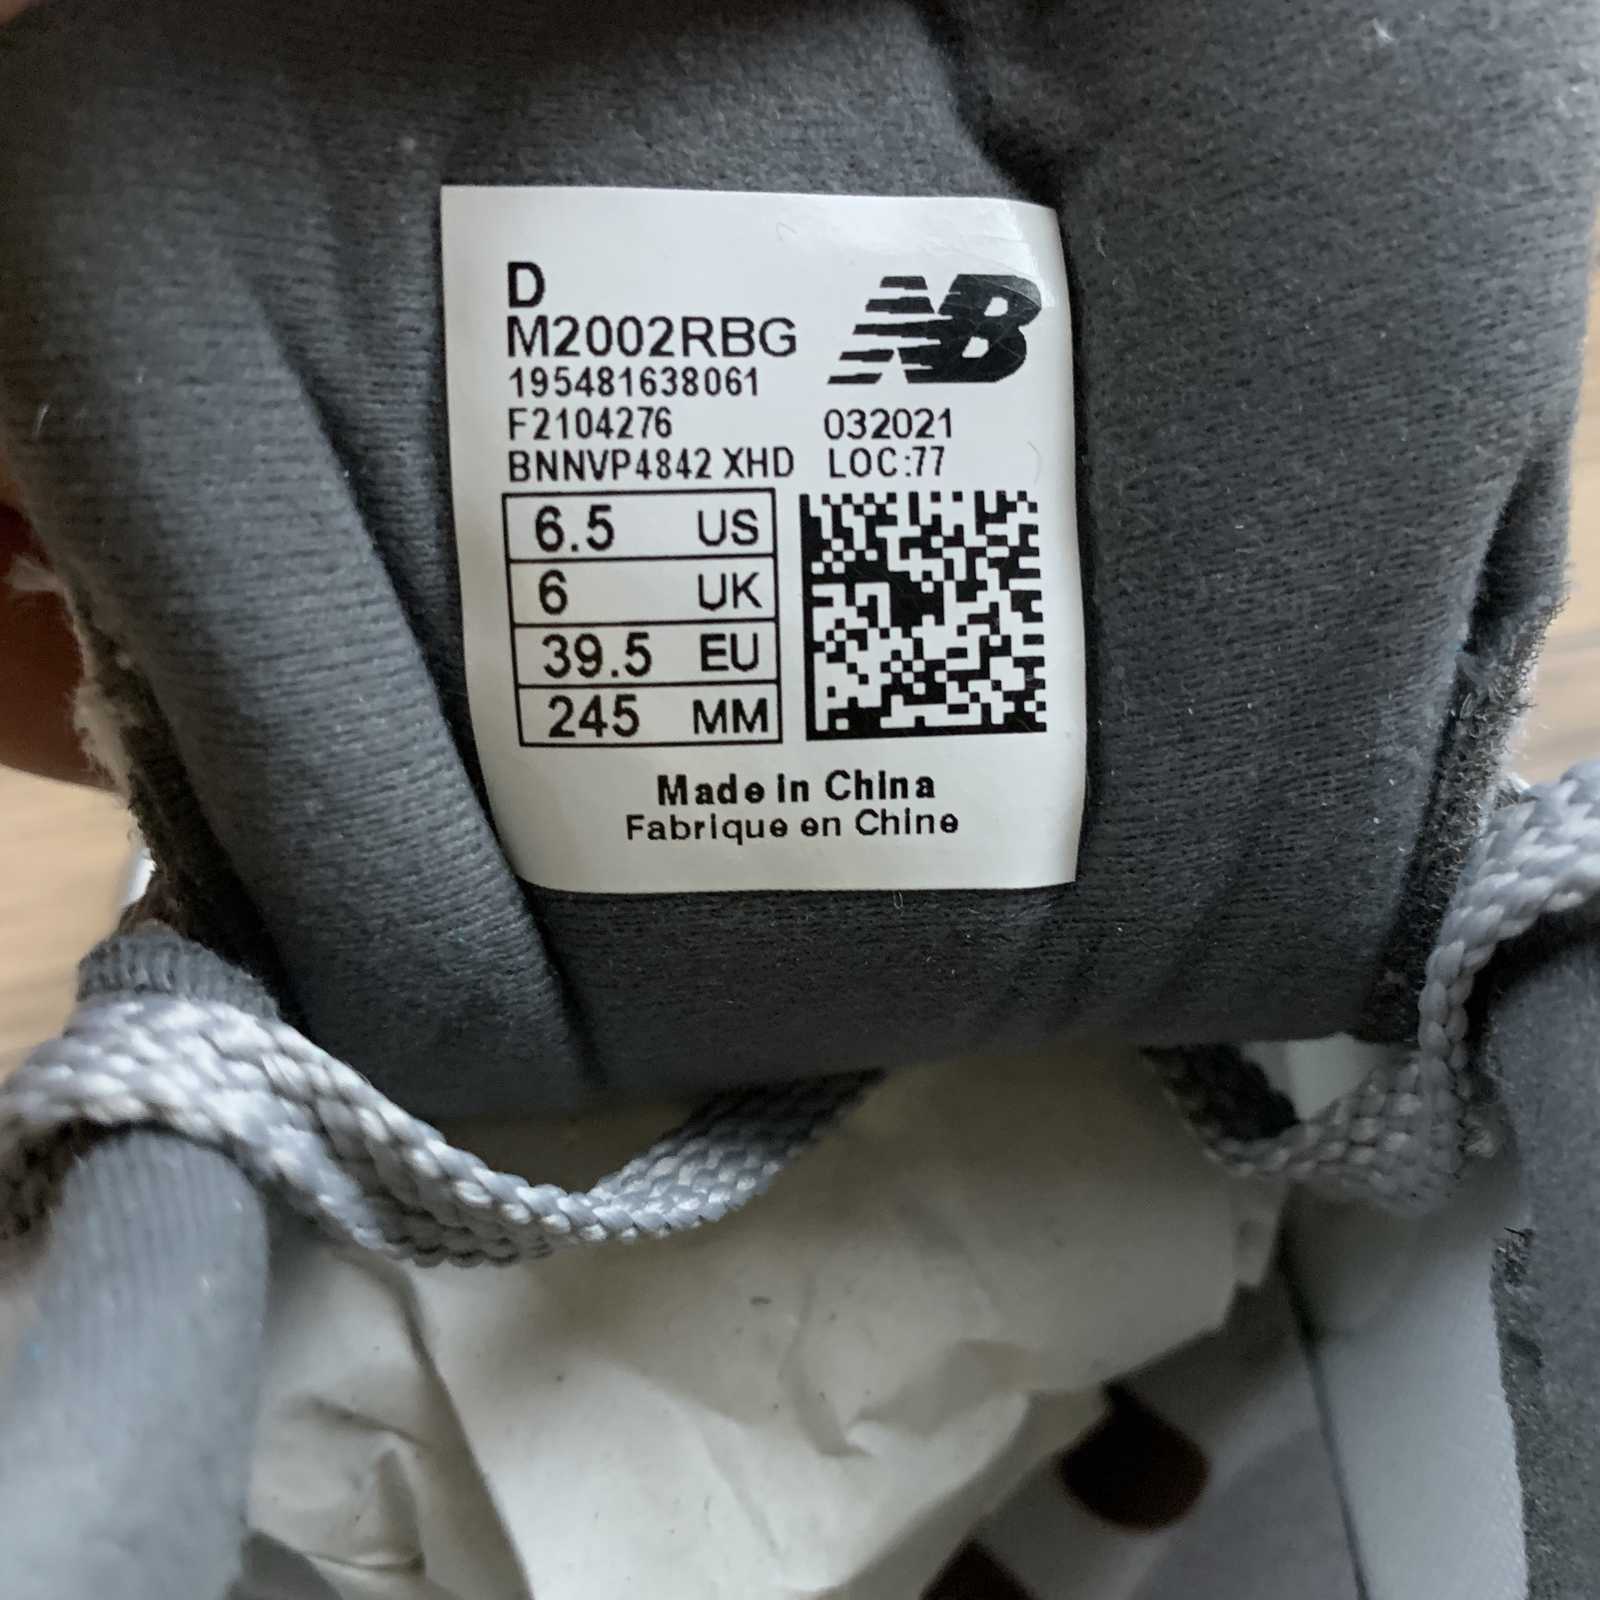 D
M2002RBG
NB
195481638061
F2104276 032021
BNNVP4842 XHD LOC:77
6.5 US
6 UK
39.5 EU
245 MM
Made in China
Fabrique en Chine